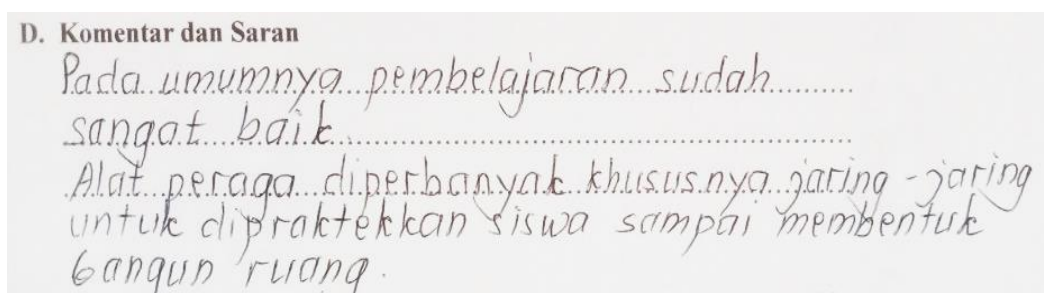 D. Komentar dan Saran
Pada umumnya pembelajaran sudah
sangat baik.
Alat peraga diperbanyak khususnya jaring-jaring
untuk dipraktekkan siswa sampai membentuk
bangun ruang.